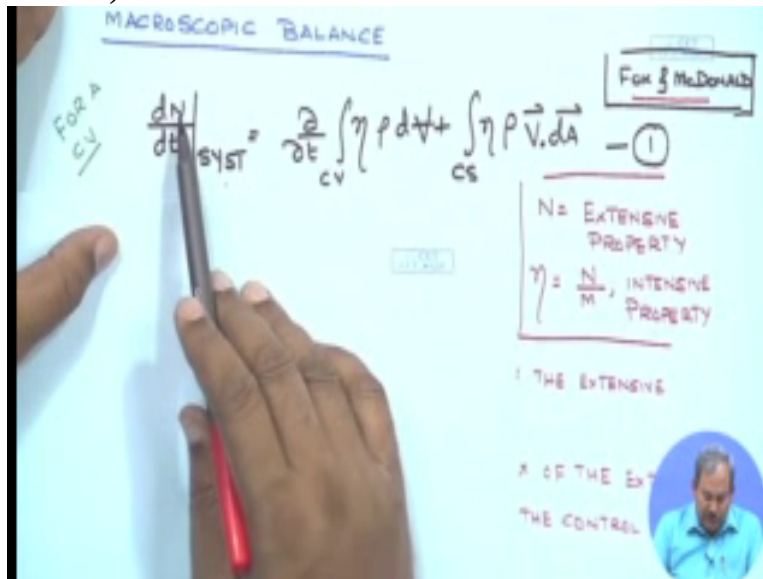 MACROSCOPIC BALANCE
FOX & McDONALD
FOR A
CV
dN/dt|SYST = ∂/∂t ∫CV η ρ d∀ + ∫CS η ρ V⃗. dA⃗ — ①
N = EXTENSIVE
PROPERTY
η = N/M, INTENSIVE
PROPERTY
: THE EXTENSIVE
OF THE EXT
THE CONTROL